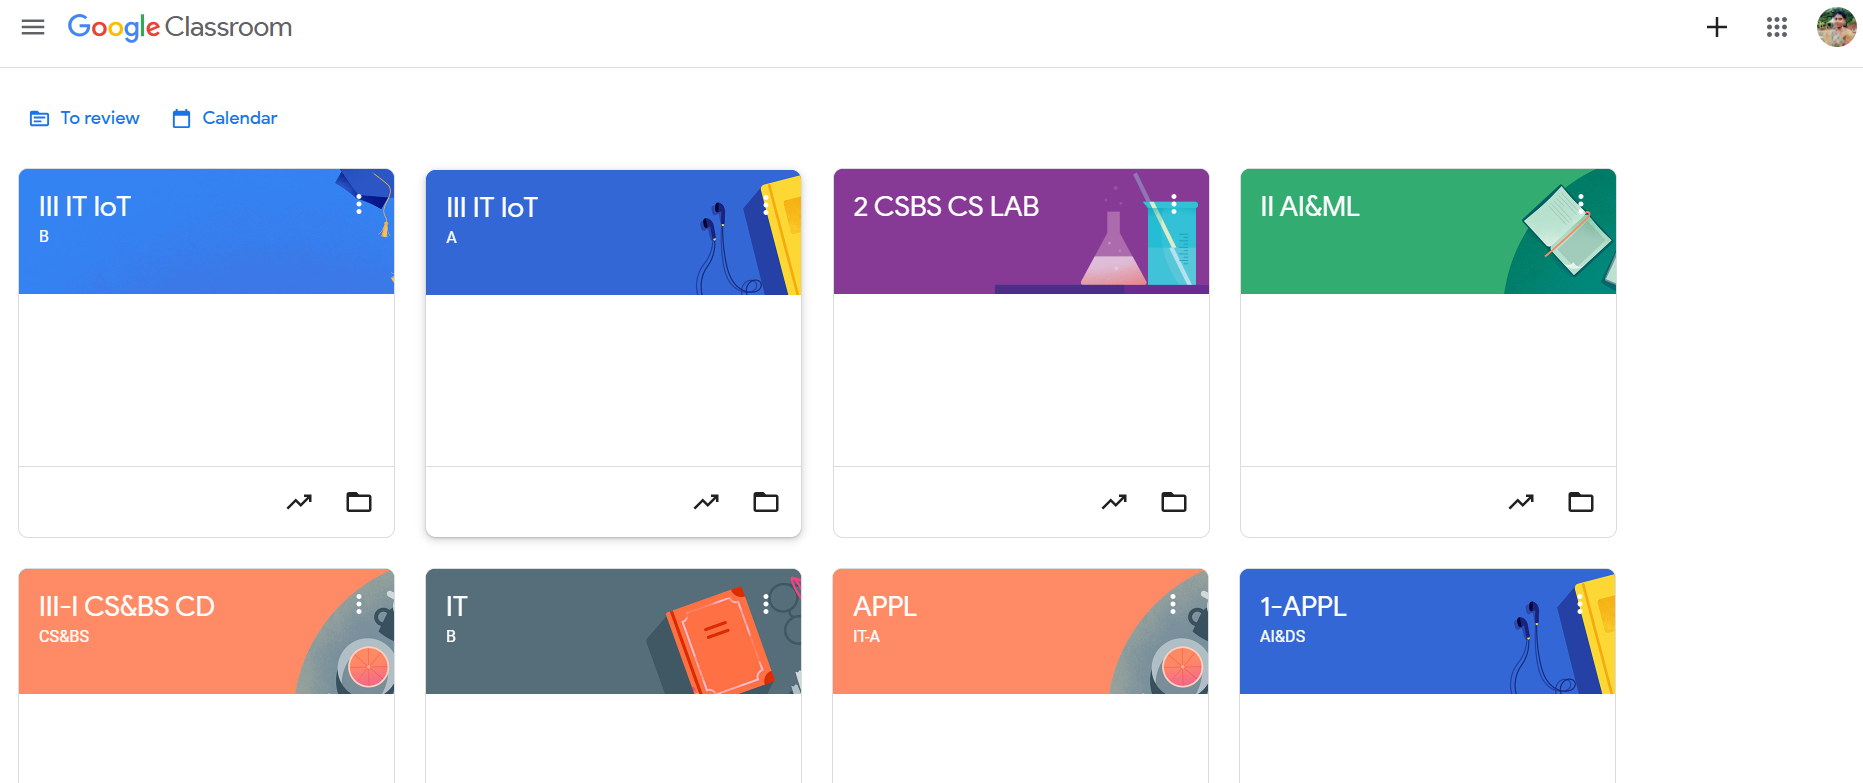 Google Classroom
To review
Calendar
III IT IoT
B
III IT IoT
A
2 CSBS CS LAB
II AI&ML
III-I CS&BS CD
CS&BS
IT
B
APPL
IT-A
1-APPL
AI&DS